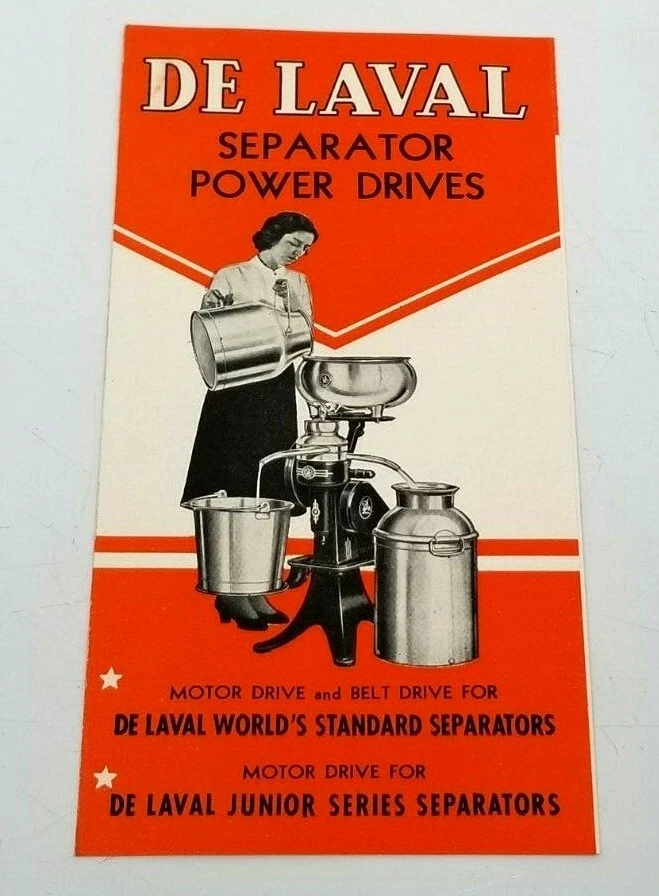 DE LAVAL
SEPARATOR
POWER DRIVES
MOTOR DRIVE and BELT DRIVE FOR
DE LAVAL WORLD'S STANDARD SEPARATORS
MOTOR DRIVE FOR
DE LAVAL JUNIOR SERIES SEPARATORS